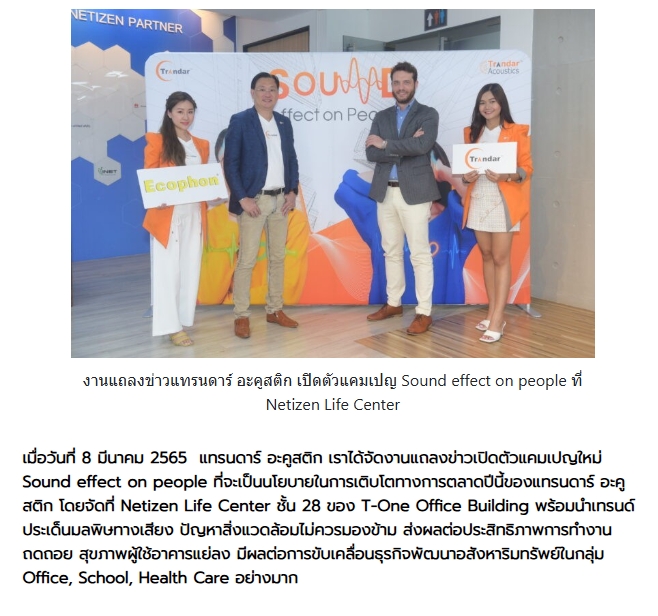 NETIZEN PARTNER
Trandar
SOUND
effect on Peo
Trandar
Acoustics
Ecophon
Trandar
งานแถลงข่าวแทรนดาร์ อะคูสติก เปิดตัวแคมเปญ Sound effect on people ที่
Netizen Life Center
เมื่อวันที่ 8 มีนาคม 2565 แทรนดาร์ อะคูสติก เราได้จัดงานแถลงข่าวเปิดตัวแคมเปญใหม่
Sound effect on people ที่จะเป็นนโยบายในการเติบโตทางการตลาดปีนี้ของแทรนดาร์ อะคู
สติก โดยจัดที่ Netizen Life Center ชั้น 28 ของ T-One Office Building พร้อมนำเทรนด์
ประเด็นมลพิษทางเสียง ปัญหาสิ่งแวดล้อมไม่ควรมองข้าม ส่งผลต่อประสิทธิภาพการทำงาน
ถดถอย สุขภาพผู้ใช้อาคารแย่ลง มีผลต่อการขับเคลื่อนธุรกิจพัฒนาอสังหาริมทรัพย์ในกลุ่ม
Office, School, Health Care อย่างมาก